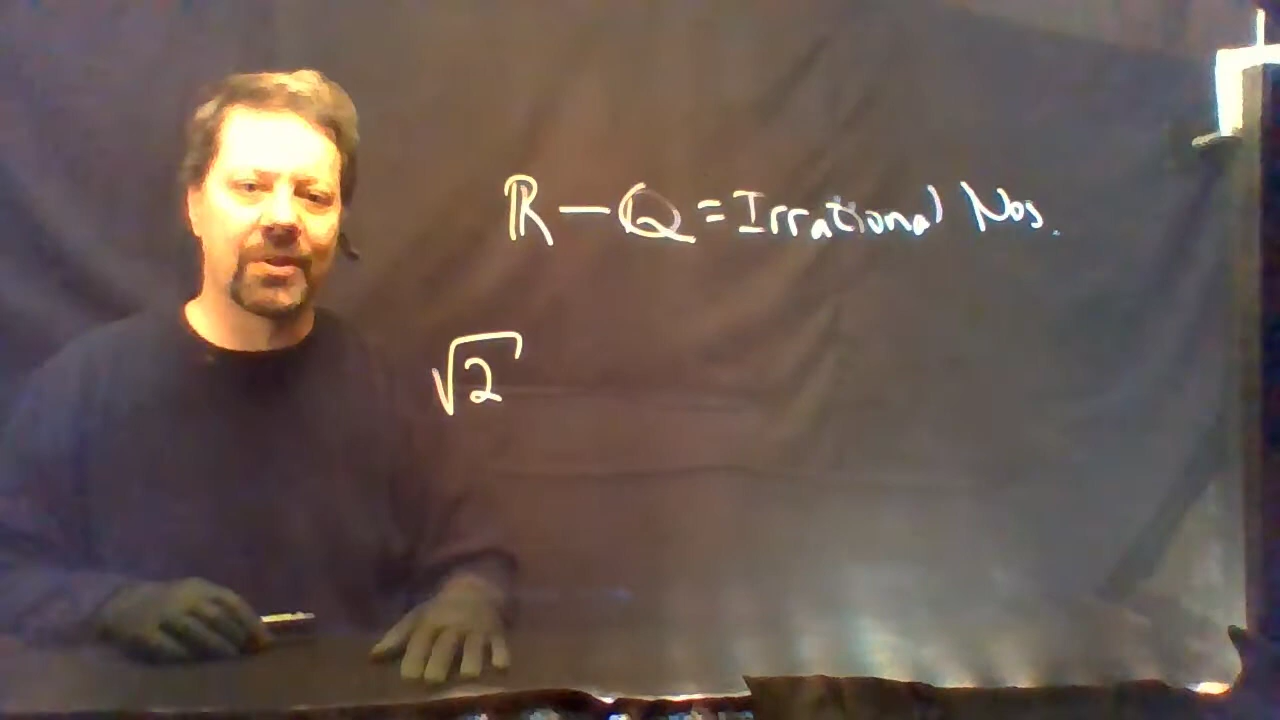 ℝ − ℚ = Irrational Nos.
√2